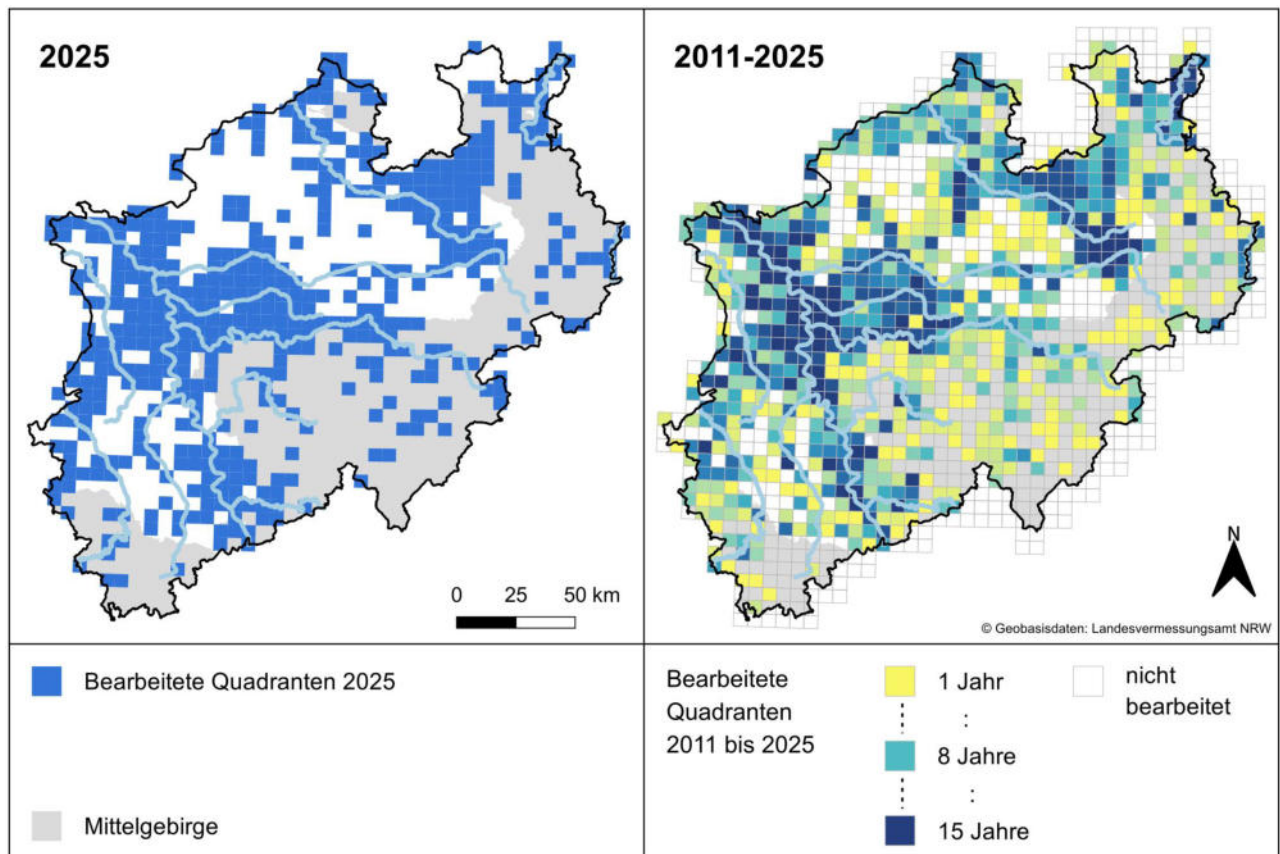 2025
0 25 50 km
Bearbeitete Quadranten 2025
Mittelgebirge
2011-2025
N
© Geobasisdaten: Landesvermessungsamt NRW
Bearbeitete
Quadranten
2011 bis 2025
1 Jahr
:
8 Jahre
:
15 Jahre
nicht
bearbeitet